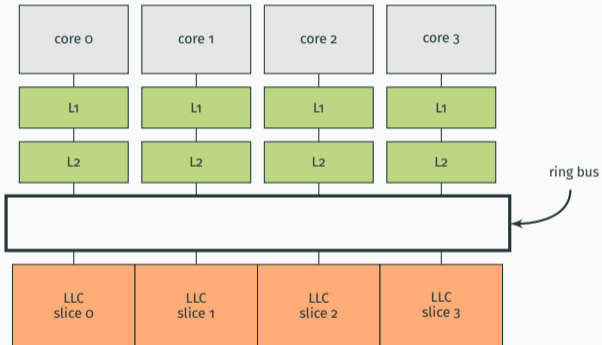 core 0
core 1
core 2
core 3
L1
L1
L1
L1
L2
L2
L2
L2
ring bus
LLC
slice 0
LLC
slice 1
LLC
slice 2
LLC
slice 3